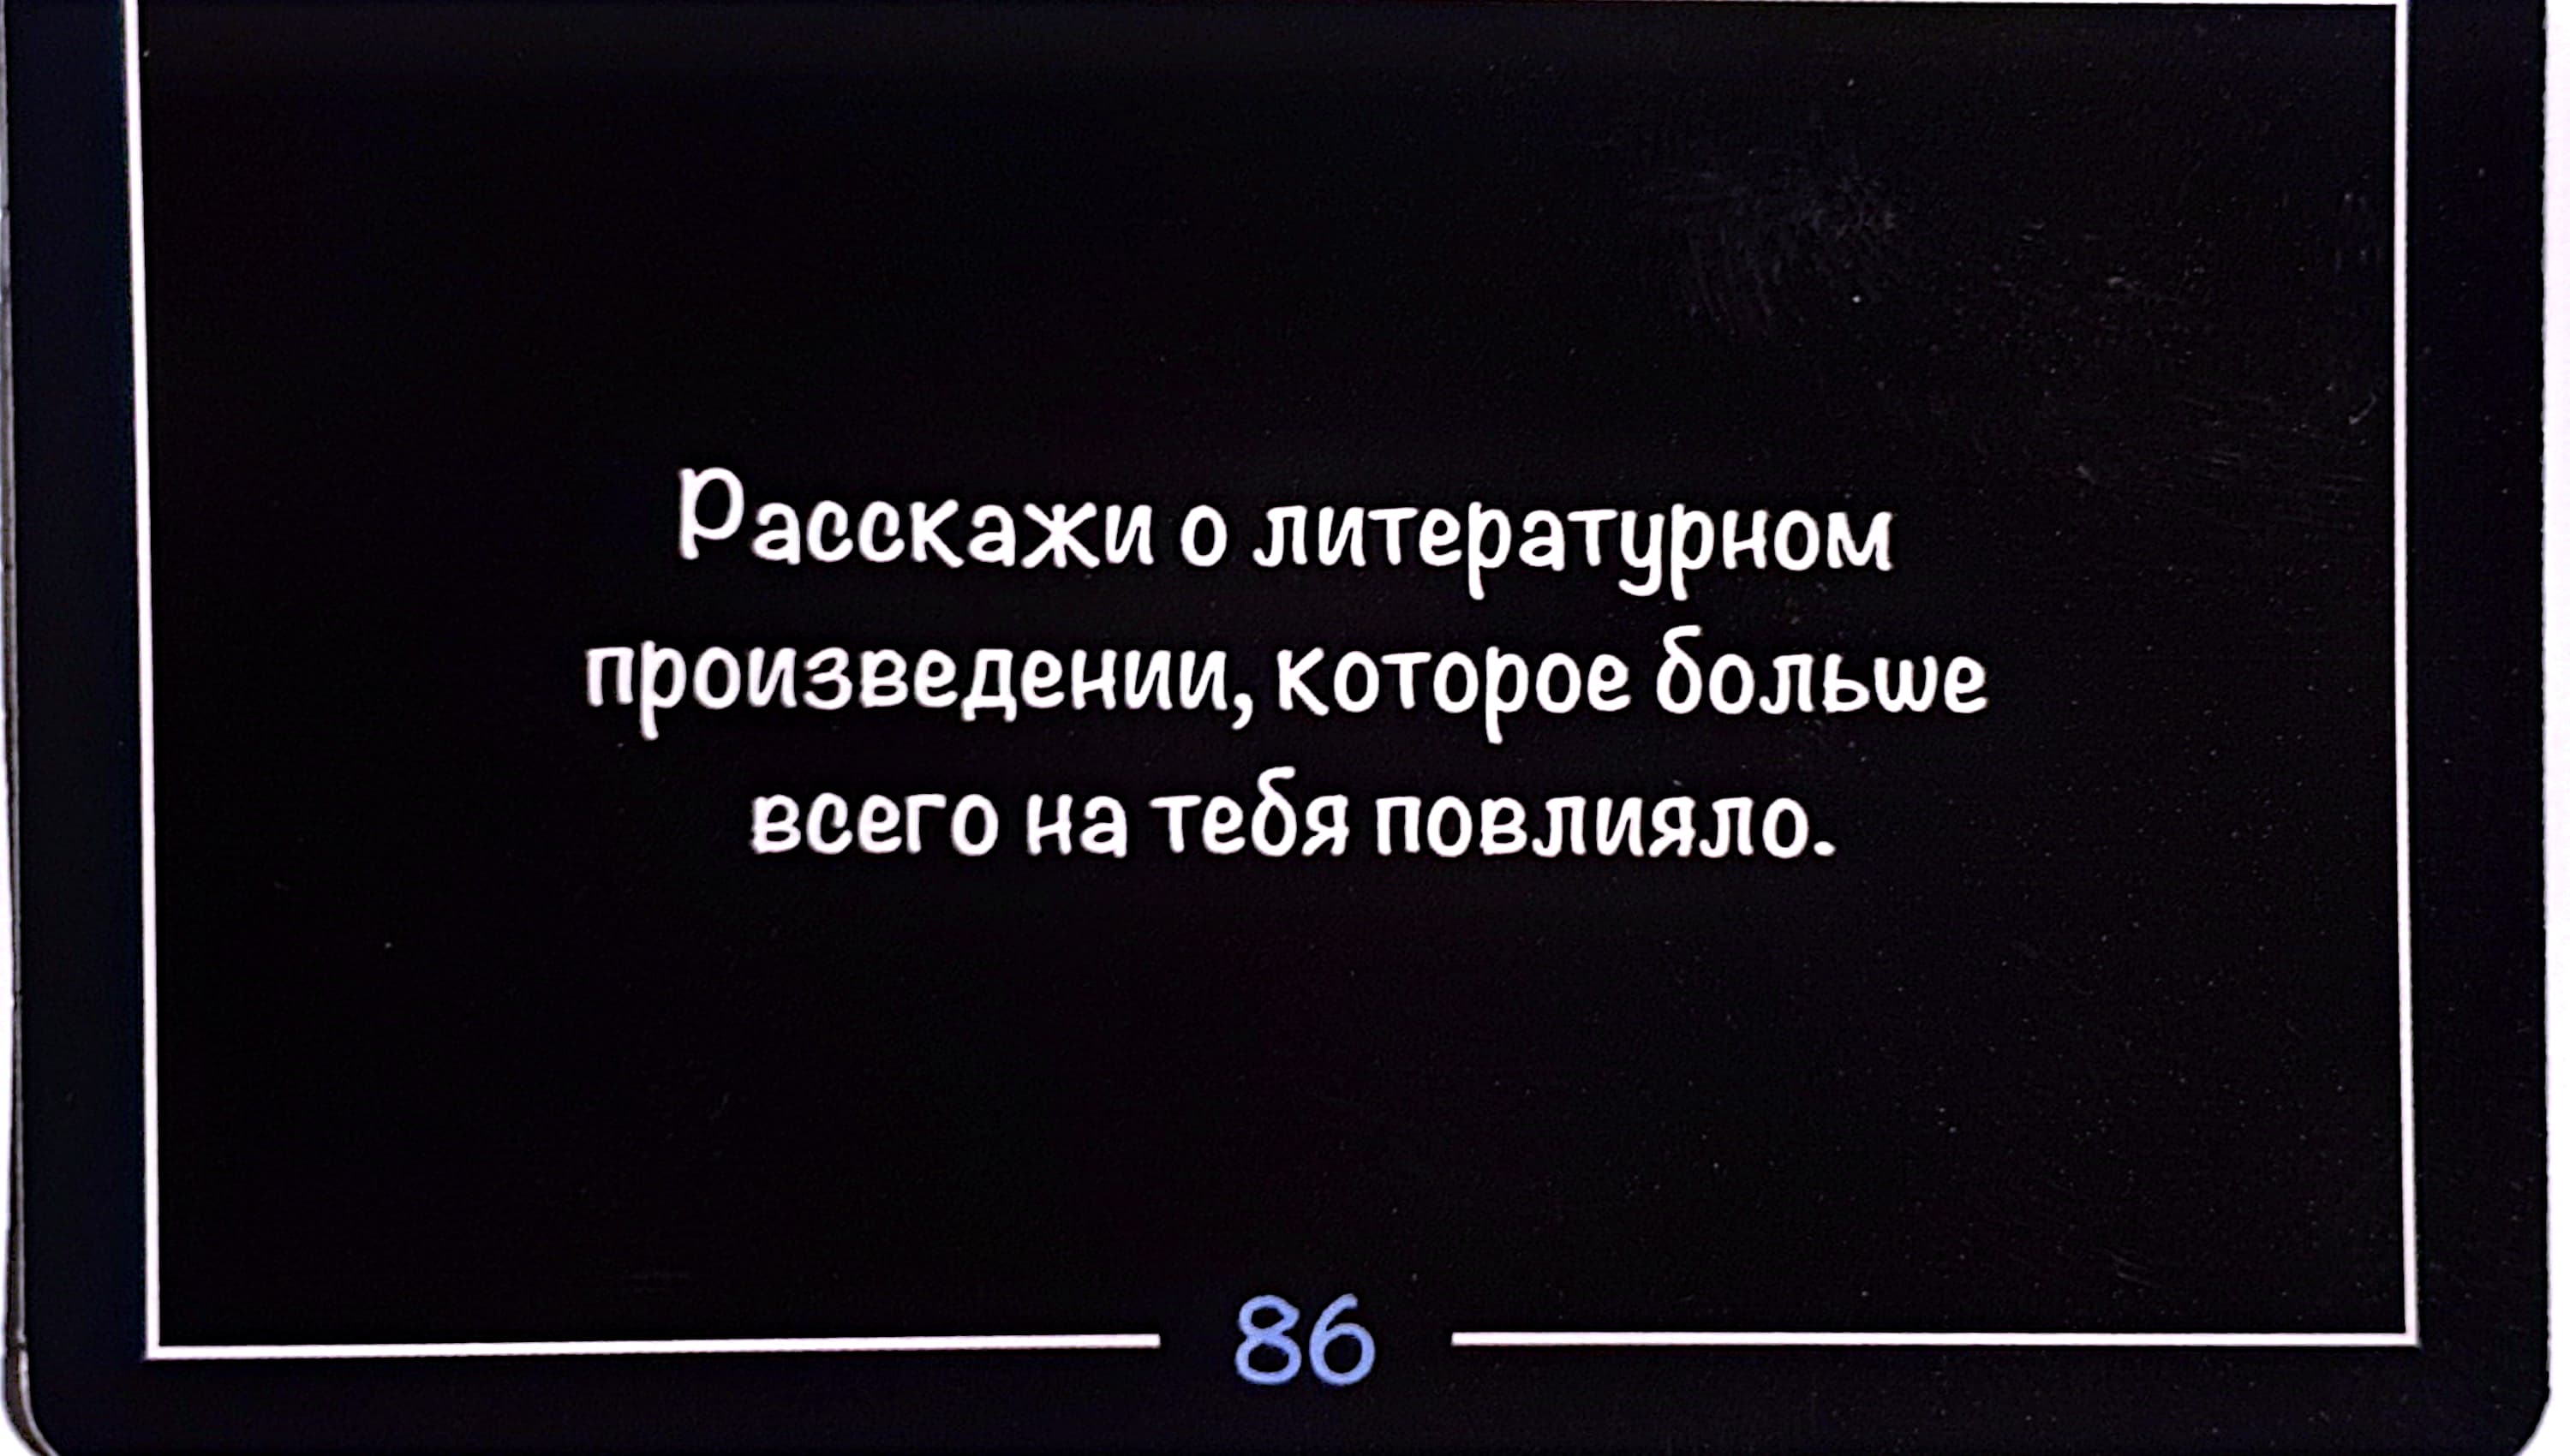 Расскажи о литературном
произведении, которое больше
всего на тебя повлияло.
86